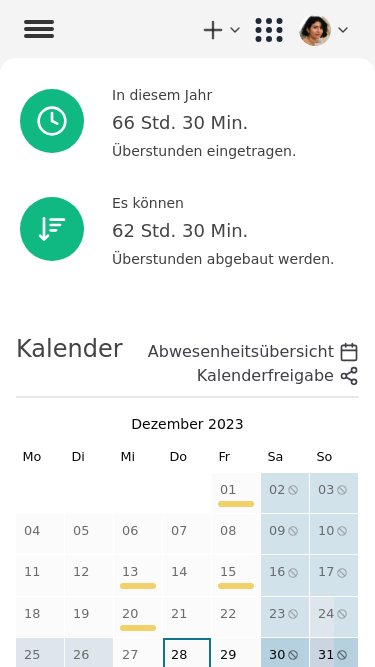 In diesem Jahr
66 Std. 30 Min.
Überstunden eingetragen.
Es können
62 Std. 30 Min.
Überstunden abgebaut werden.
Kalender
Abwesenheitsübersicht
Kalenderfreigabe
Dezember 2023
Mo Di Mi Do Fr Sa So
01 02 03
04 05 06 07 08 09 10
11 12 13 14 15 16 17
18 19 20 21 22 23 24
25 26 27 28 29 30 31